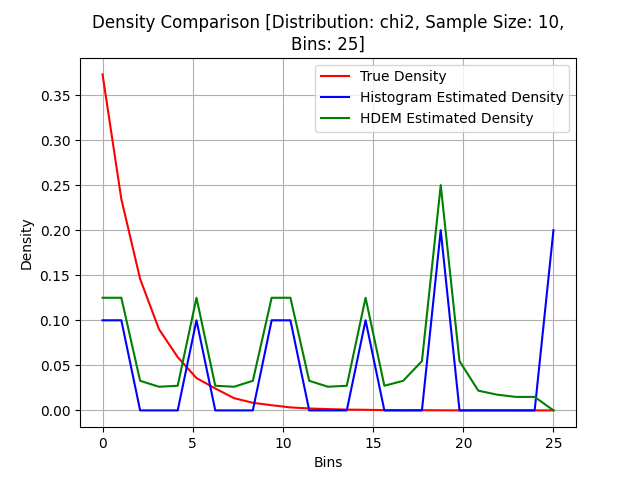 Density Comparison [Distribution: chi2, Sample Size: 10,
Bins: 25]
True Density
Histogram Estimated Density
HDEM Estimated Density
Density
0.35
0.30
0.25
0.20
0.15
0.10
0.05
0.00
0 5 10 15 20 25
Bins